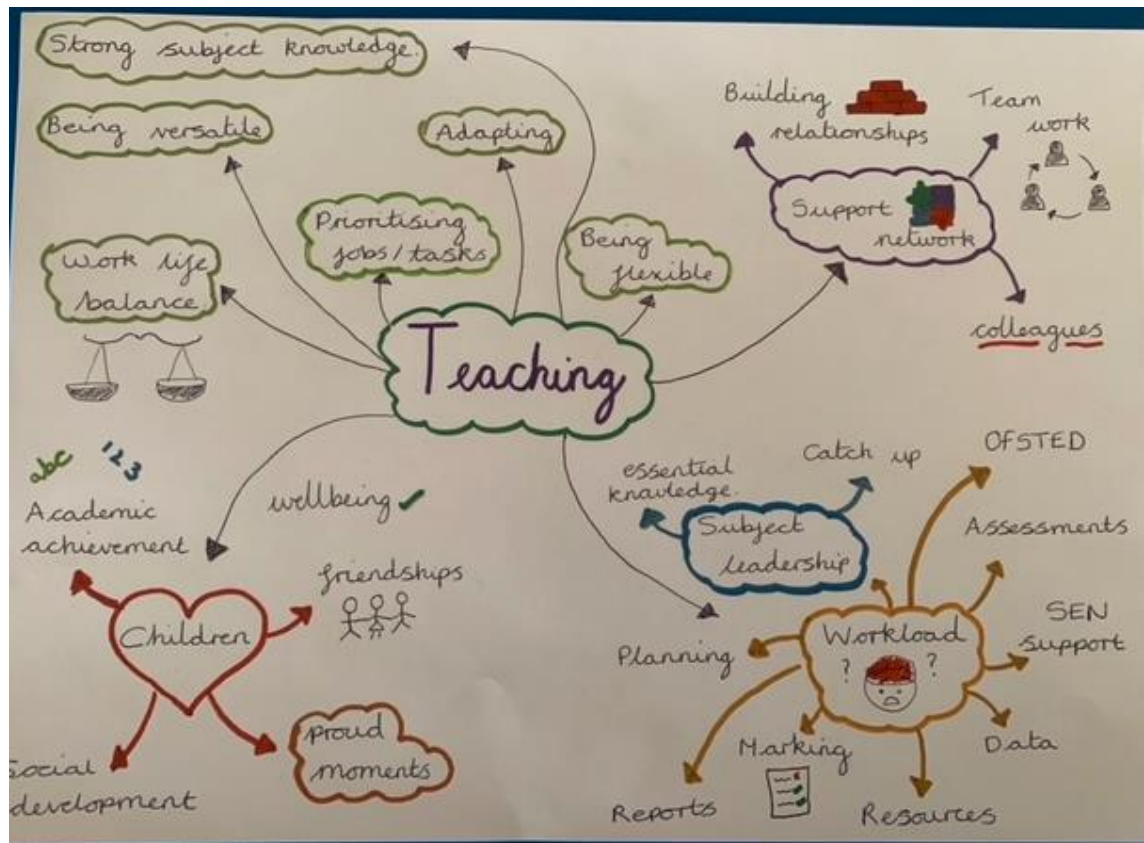 Strong subject knowledge.
Being versatile
Adapting
Prioritising
jobs/tasks
Being
flexible
Work life
balance
Building
relationships
Team
work
Support
network
colleagues
Teaching
abc
123
Academic
achievement
wellbeing ✓
friendships
Children
proud
moments
Social
development
essential
knowledge.
Catch up
Subject
leadership
OFSTED
Assessments
SEN
Support
Workload
? ?
Planning
Marking
Data
Reports
Resources